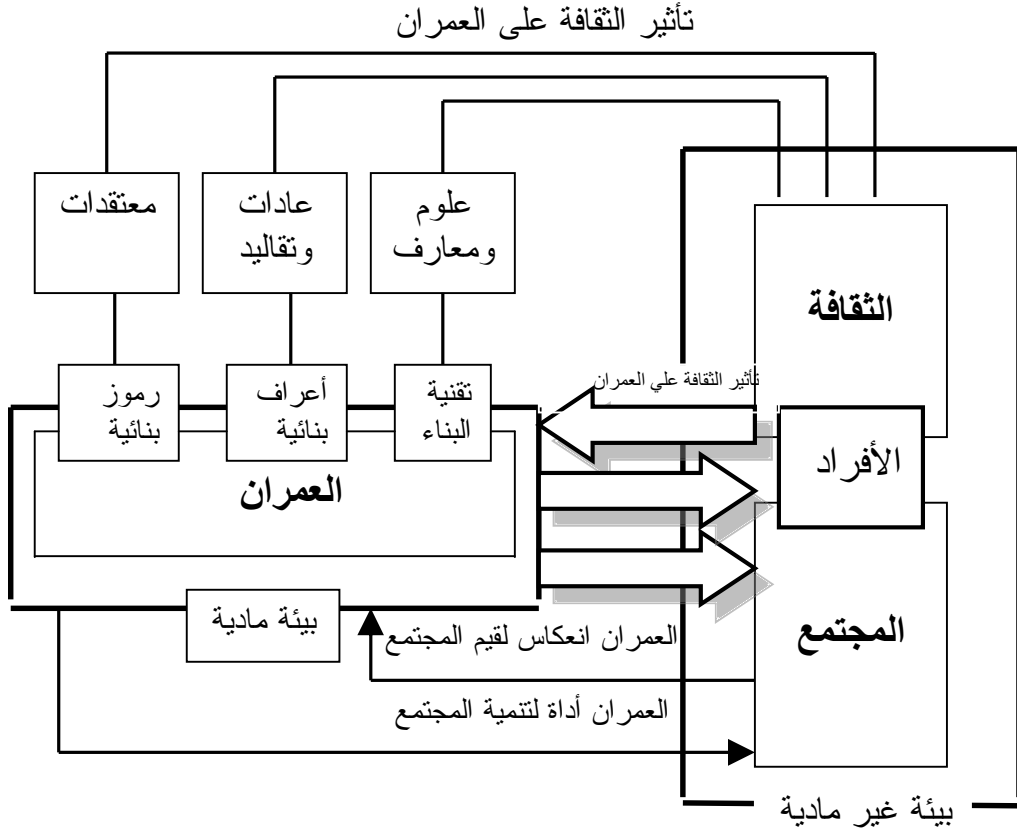 تأثير الثقافة على العمران
علوم
ومعارف
عادات
وتقاليد
معتقدات
الثقافة
تقنية
البناء
أعراف
بنائية
رموز
بنائية
تأثير الثقافة علي العمران
الأفراد
العمران
المجتمع
بيئة مادية
العمران انعكاس لقيم المجتمع
العمران أداة لتنمية المجتمع
بيئة غير مادية